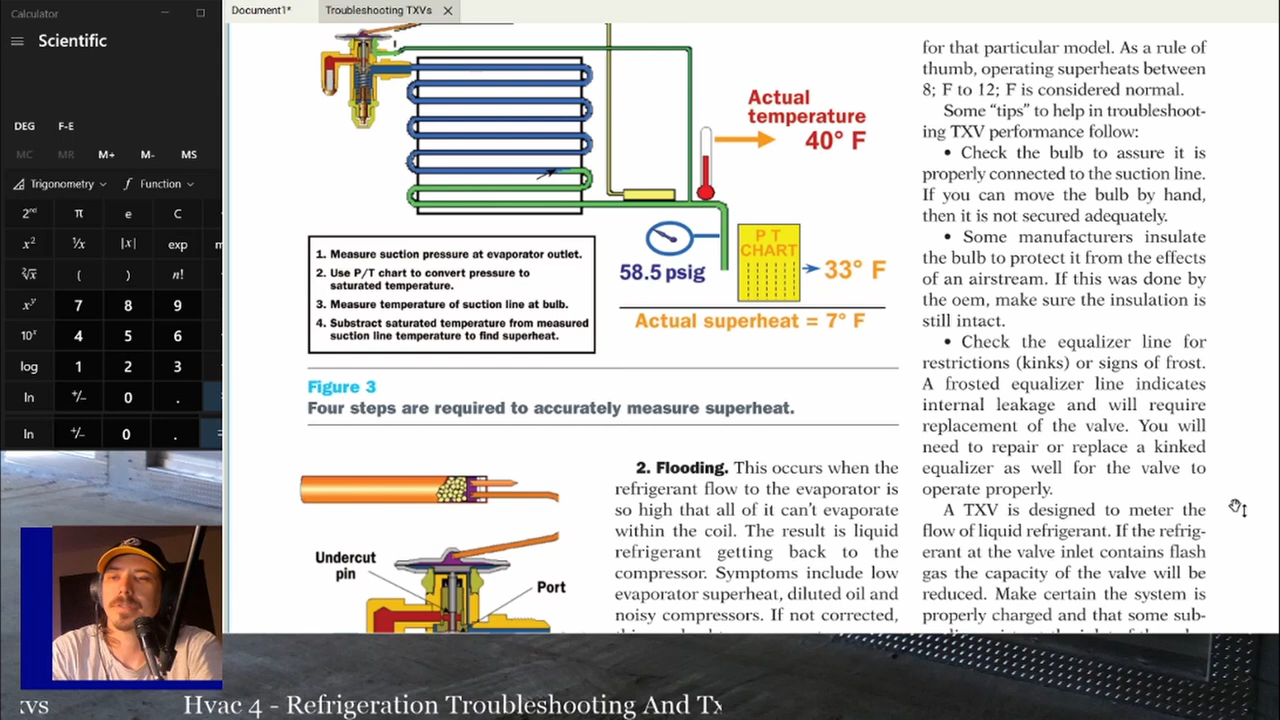 Calculator
Document1*
Troubleshooting TXVs
Scientific
DEG
F-E
MC
MR
M+
M-
MS
Trigonometry
Function
2nd
π
e
C
x²
¹/x
|x|
exp
m
²√x
(
)
n!
xʸ
7
8
9
10ˣ
4
5
6
log
1
2
3
ln
+/-
0
.
ln
+/-
0
.
=
Actual
temperature
40° F
58.5 psig
P T
CHART
33° F
Actual superheat = 7° F
1. Measure suction pressure at evaporator outlet.
2. Use P/T chart to convert pressure to
saturated temperature.
3. Measure temperature of suction line at bulb.
4. Substract saturated temperature from measured
suction line temperature to find superheat.
Figure 3
Four steps are required to accurately measure superheat.
Undercut
pin
Port
2. Flooding. This occurs when the
refrigerant flow to the evaporator is
so high that all of it can't evaporate
within the coil. The result is liquid
refrigerant getting back to the
compressor. Symptoms include low
evaporator superheat, diluted oil and
noisy compressors. If not corrected,
for that particular model. As a rule of
thumb, operating superheats between
8; F to 12; F is considered normal.
Some “tips” to help in troubleshoot-
ing TXV performance follow:
• Check the bulb to assure it is
properly connected to the suction line.
If you can move the bulb by hand,
then it is not secured adequately.
• Some manufacturers insulate
the bulb to protect it from the effects
of an airstream. If this was done by
the oem, make sure the insulation is
still intact.
• Check the equalizer line for
restrictions (kinks) or signs of frost.
A frosted equalizer line indicates
internal leakage and will require
replacement of the valve. You will
need to repair or replace a kinked
equalizer as well for the valve to
operate properly.
A TXV is designed to meter the
flow of liquid refrigerant. If the refrig-
erant at the valve inlet contains flash
gas the capacity of the valve will be
reduced. Make certain the system is
properly charged and that some sub-
xvs
Hvac 4 - Refrigeration Troubleshooting And Tx